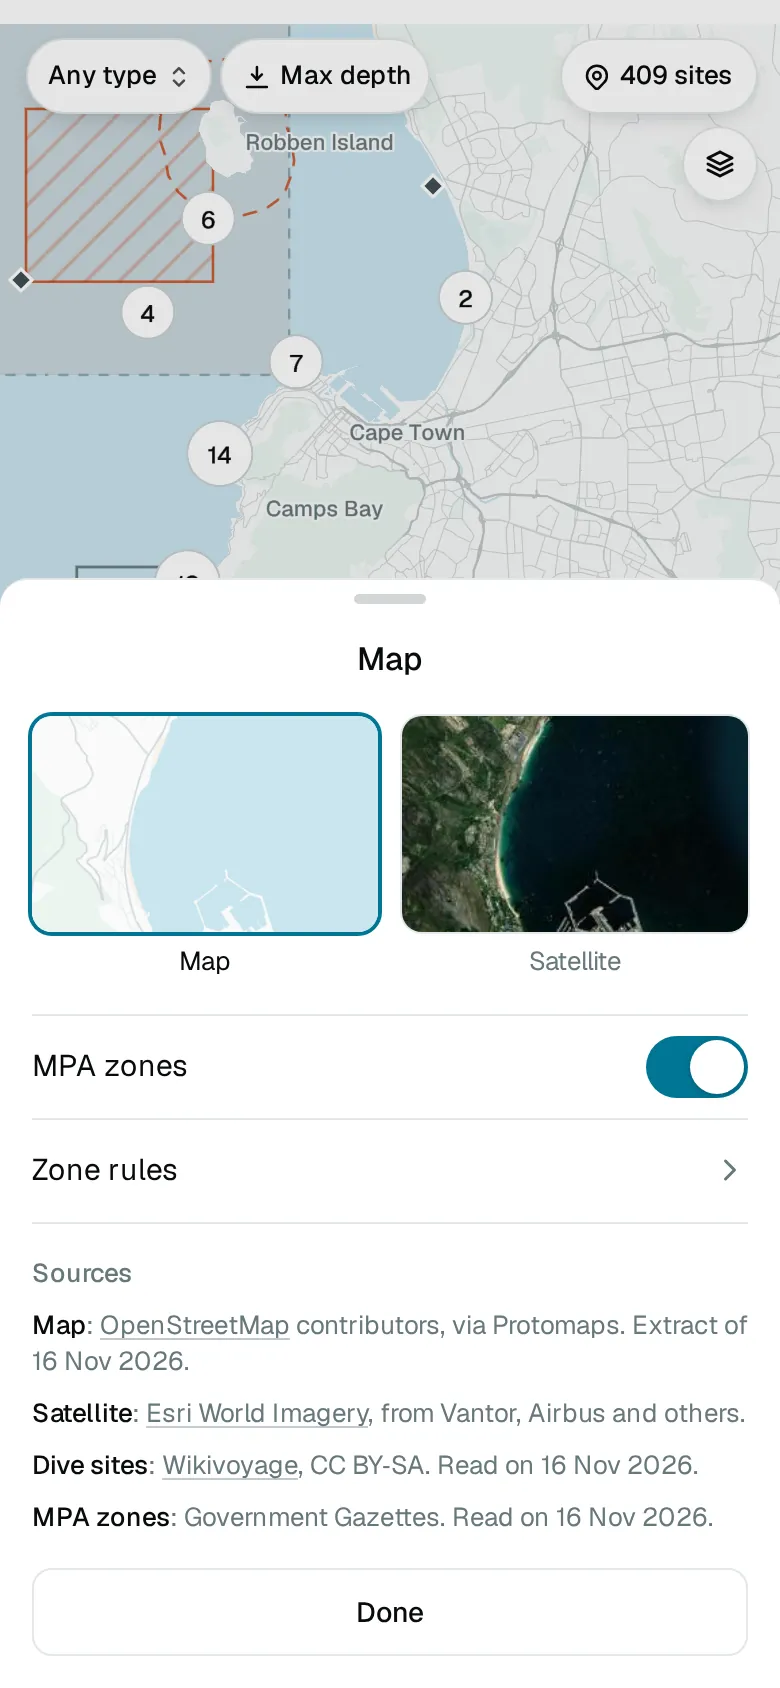 Any type
Max depth
409 sites
Robben Island
6
2
4
7
Cape Town
14
Camps Bay
Map
Map
Satellite
MPA zones
Zone rules
Sources
Map: OpenStreetMap contributors, via Protomaps. Extract of
16 Nov 2026.
Satellite: Esri World Imagery, from Vantor, Airbus and others.
Dive sites: Wikivoyage, CC BY-SA. Read on 16 Nov 2026.
MPA zones: Government Gazettes. Read on 16 Nov 2026.
Done